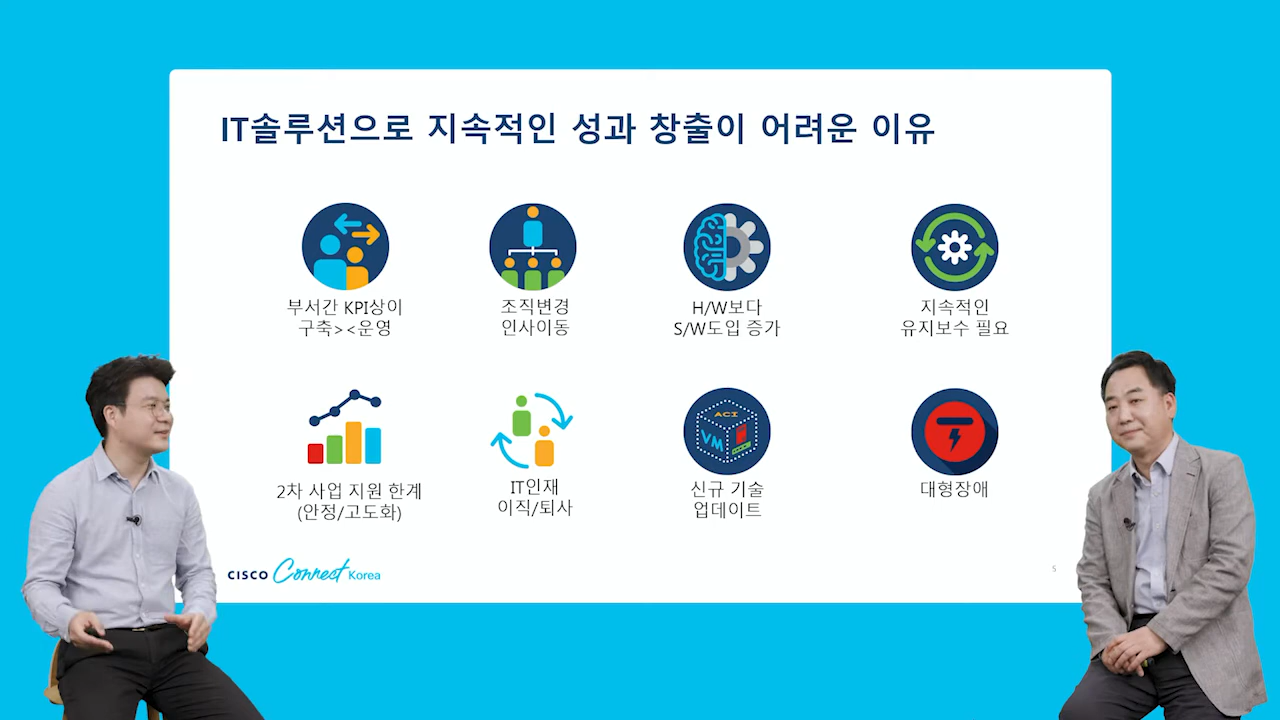 IT솔루션으로 지속적인 성과 창출이 어려운 이유
부서간 KPI상이
구축><운영
조직변경
인사이동
H/W보다
S/W도입 증가
지속적인
유지보수 필요
2차 사업 지원 한계
(안정/고도화)
IT인재
이직/퇴사
ACI
VM
신규 기술
업데이트
대형장애
CISCO Connect Korea
5